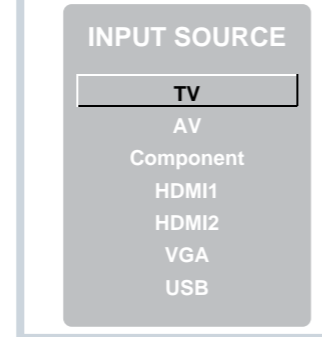 INPUT SOURCE
TV
AV
Component
HDMI1
HDMI2
VGA
USB